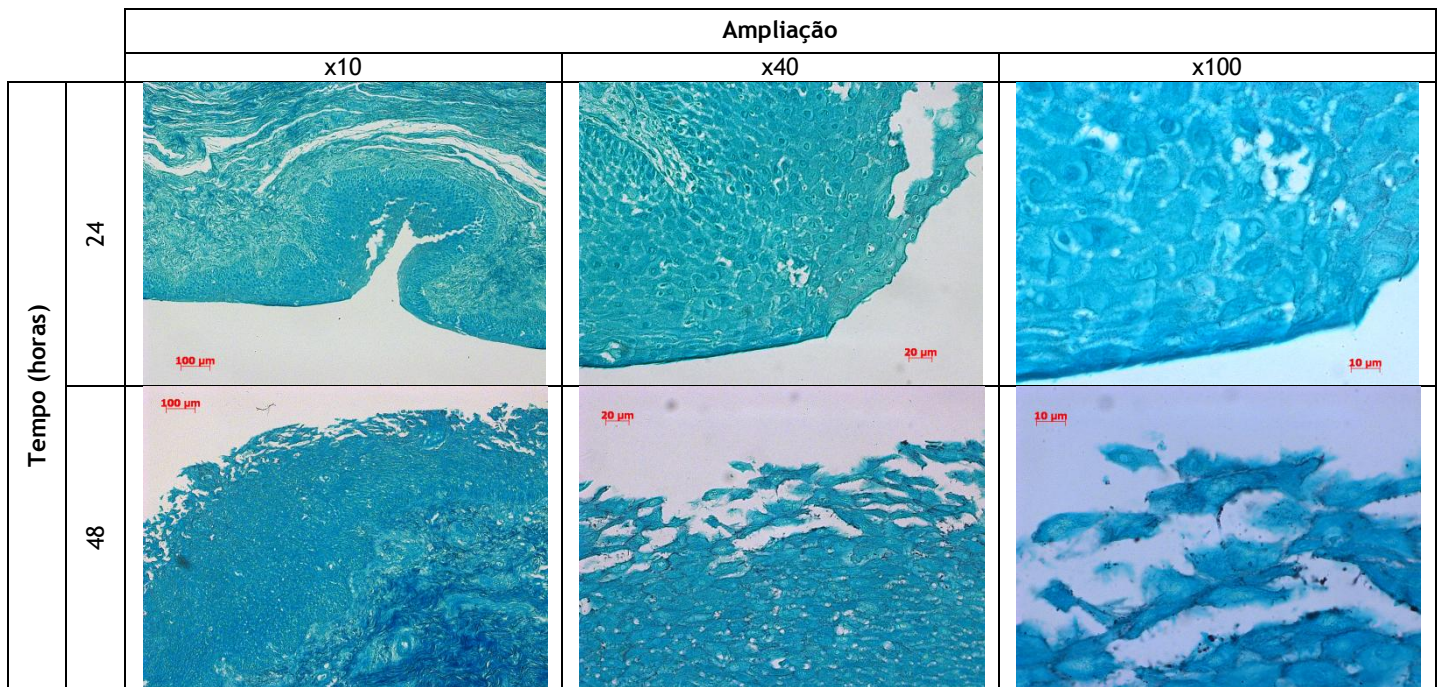 Ampliação
x10 x40 x100
Tempo (horas)
24
100 µm 20 µm 10 µm
48
100 µm 20 µm 10 µm